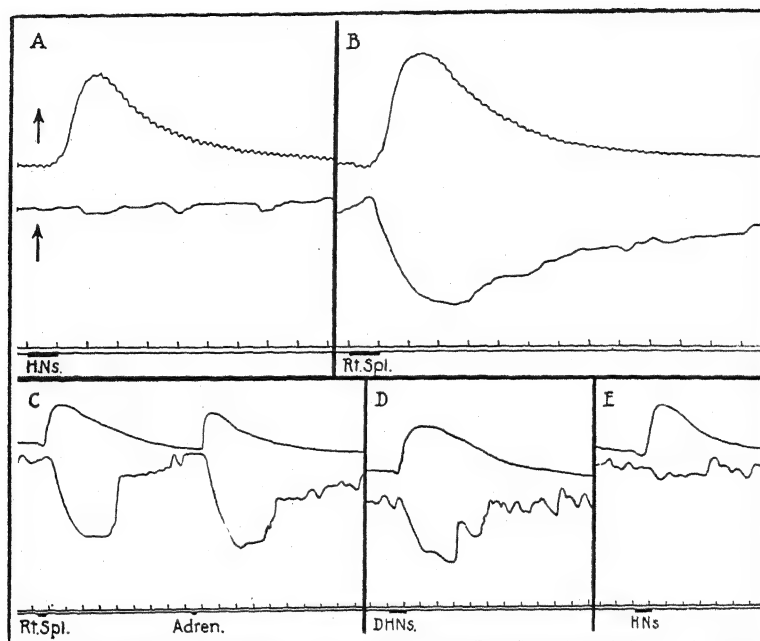 A
B
H.Ns.
Rt.Spl.
C
D
E
Rt.Spl.
Adren.
DHNs.
HNs